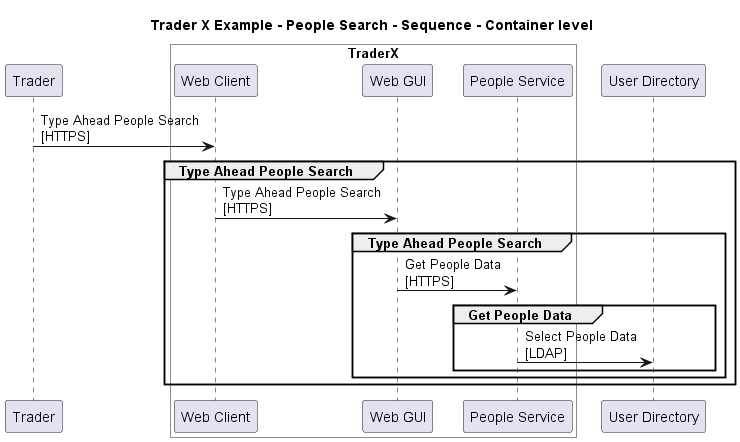 Trader X Example - People Search - Sequence - Container level
TraderX
Trader
Web Client
Web GUI
People Service
User Directory
Type Ahead People Search
[HTTPS]
Type Ahead People Search
Type Ahead People Search
[HTTPS]
Type Ahead People Search
Get People Data
[HTTPS]
Get People Data
Select People Data
[LDAP]
Trader
Web Client
Web GUI
People Service
User Directory